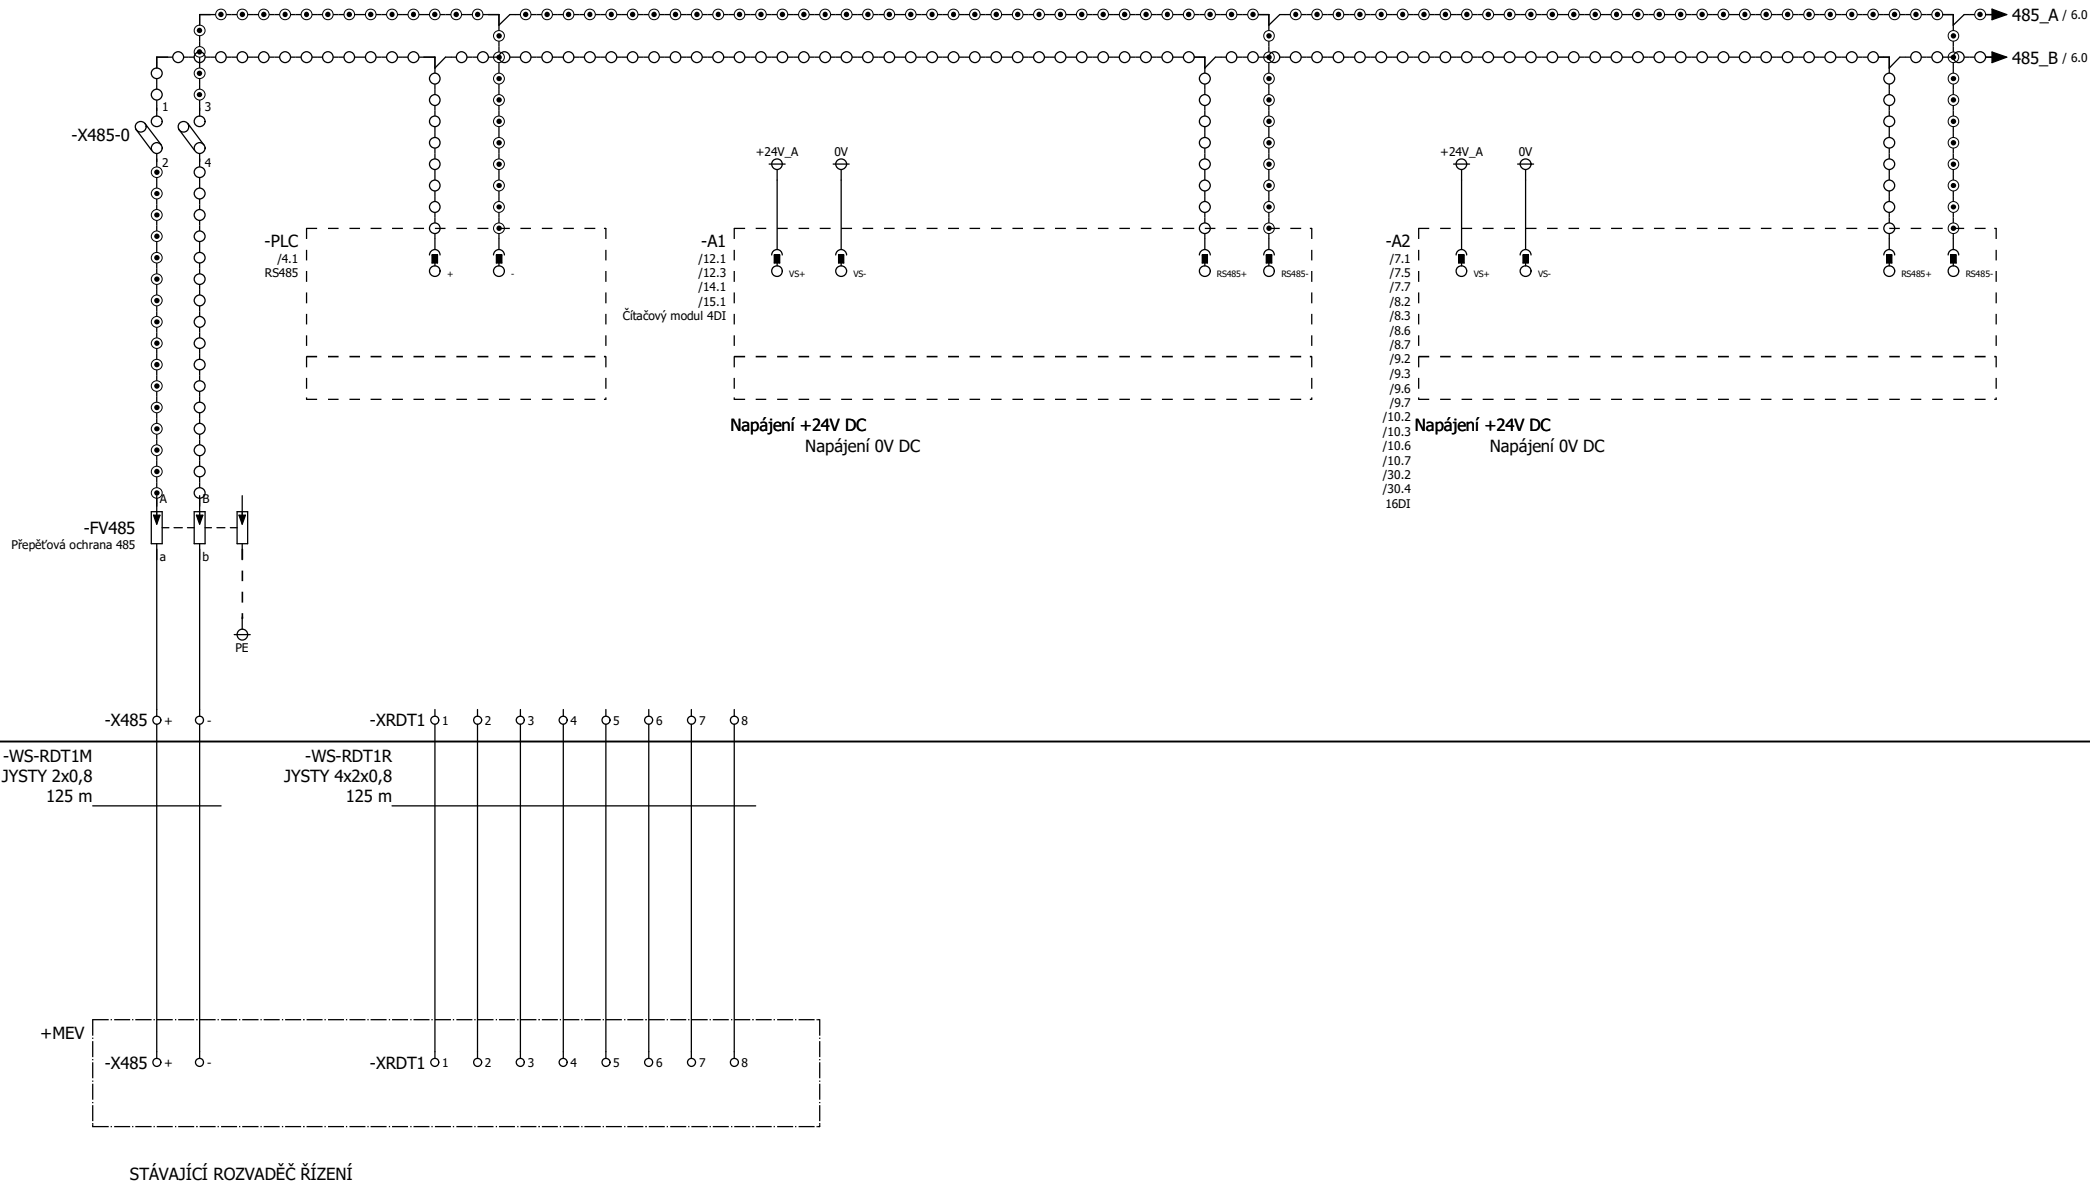 485_A / 6.0
485_B / 6.0
1
3
-X485-0
2
4
+24V_A
0V
+24V_A
0V
-PLC
/4.1
RS485
+
-
-A1
/12.1
/12.3
/14.1
/15.1
Čítačový modul 4DI
VS+
VS-
RS485+
RS485-
-A2
/7.1
/7.5
/7.7
/8.2
/8.3
/8.6
/8.7
/9.2
/9.3
/9.6
/9.7
/10.2
/10.3
/10.6
/10.7
/30.2
/30.4
16DI
VS+
VS-
RS485+
RS485-
Napájení +24V DC
Napájení 0V DC
Napájení +24V DC
Napájení 0V DC
A
B
-FV485
Přepěťová ochrana 485
a
b
PE
-X485 + -
-XRDT1 1 2 3 4 5 6 7 8
-WS-RDT1M
JYSTY 2x0,8
125 m
-WS-RDT1R
JYSTY 4x2x0,8
125 m
+MEV
-X485 + -
-XRDT1 1 2 3 4 5 6 7 8
STÁVAJÍCÍ ROZVADĚČ ŘÍZENÍ